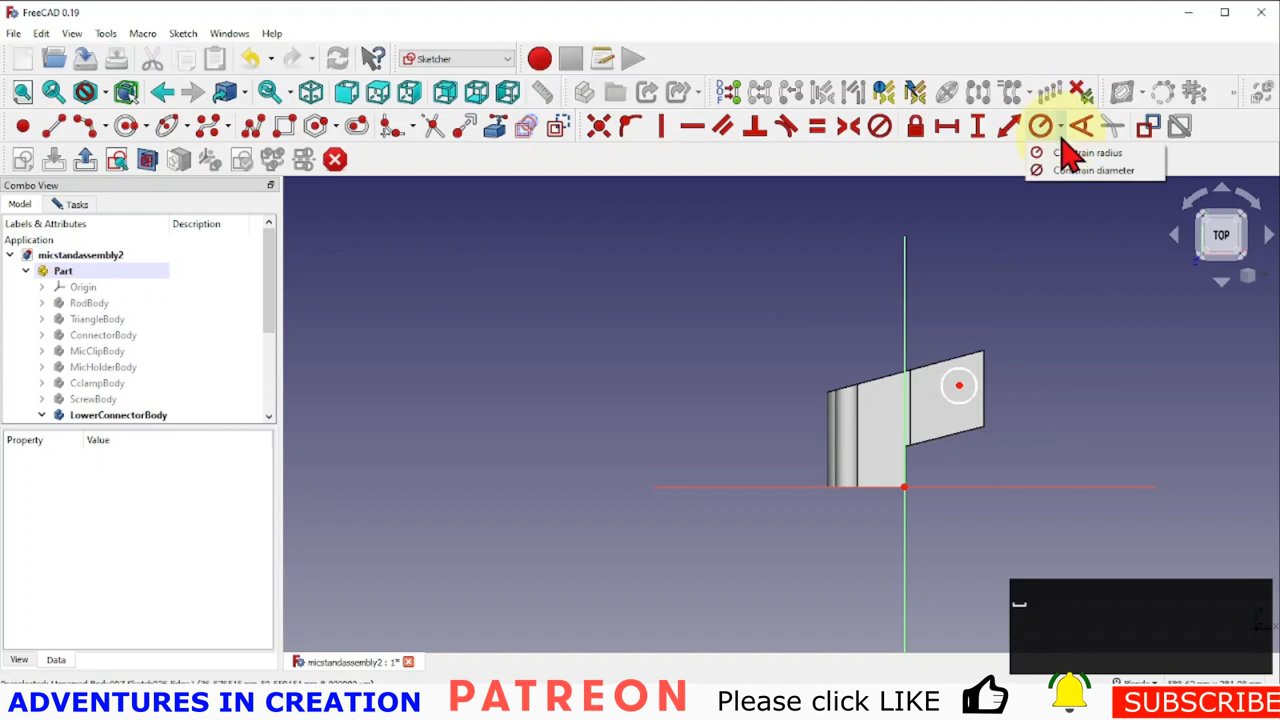 FreeCAD 0.19
File Edit View Tools Macro Sketch Windows Help
Sketcher
Constrain radius
Constrain diameter
Combo View
Model Tasks
Labels & Attributes Description
Application
micstandassembly2
Part
Origin
RodBody
TriangleBody
ConnectorBody
MicClipBody
MicHolderBody
CclampBody
ScrewBody
LowerConnectorBody
Property Value
TOP
View Data
micstandassembly2 : 1*
ADVENTURES IN CREATION PATREON Please click LIKE SUBSCRIBE